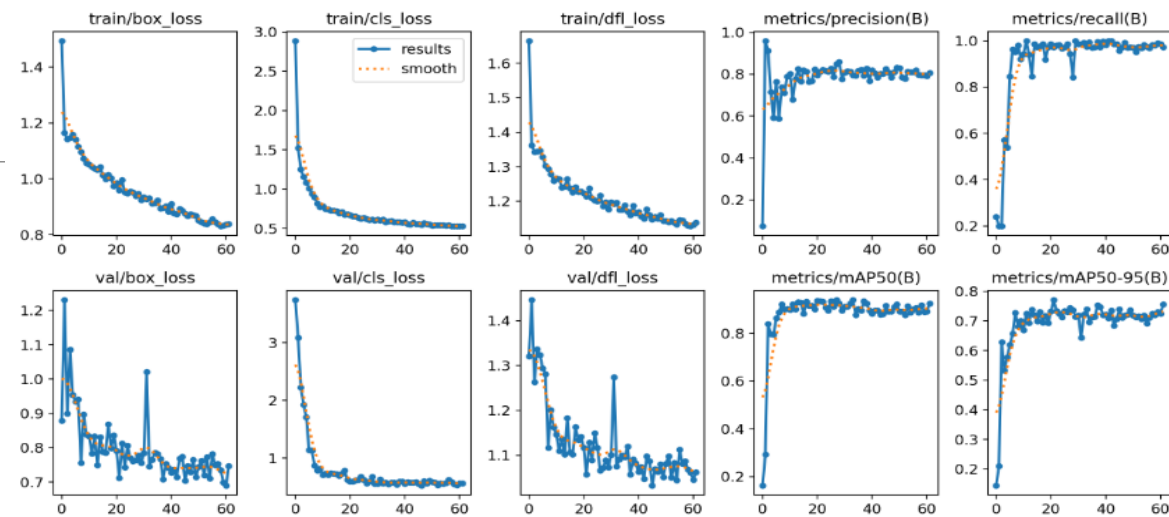 train/box_loss
train/cls_loss
train/dfl_loss
metrics/precision(B)
metrics/recall(B)
1.4
1.2
1.0
0.8
0 20 40 60
3.0
2.5
2.0
1.5
1.0
0.5
results
smooth
0 20 40 60
1.6
1.5
1.4
1.3
1.2
0 20 40 60
1.0
0.8
0.6
0.4
0.2
0 20 40 60
1.0
0.8
0.6
0.4
0.2
0 20 40 60
val/box_loss
val/cls_loss
val/dfl_loss
metrics/mAP50(B)
metrics/mAP50-95(B)
1.2
1.1
1.0
0.9
0.8
0.7
0 20 40 60
3
2
1
0 20 40 60
1.4
1.3
1.2
1.1
0 20 40 60
0.8
0.6
0.4
0.2
0 20 40 60
0.8
0.7
0.6
0.5
0.4
0.3
0.2
0 20 40 60